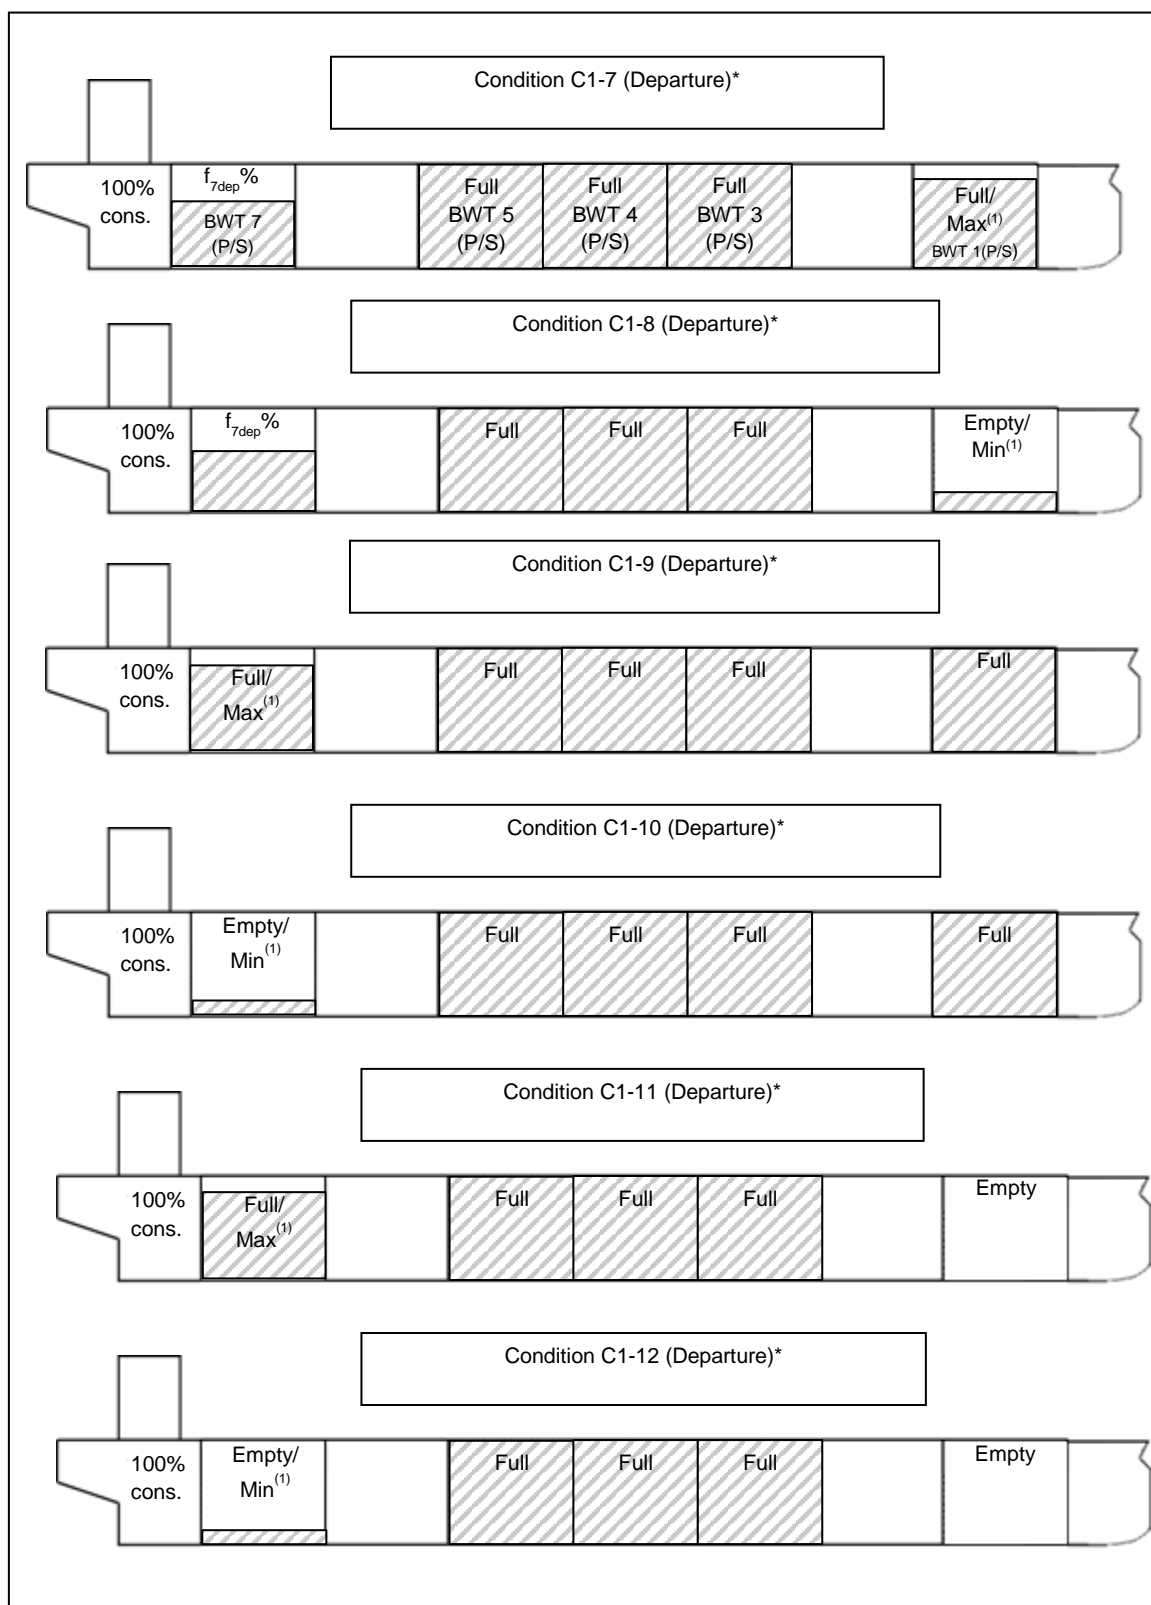 Condition C1-7 (Departure)*
100%
cons.
f7dep%
BWT 7
(P/S)
Full
BWT 5
(P/S)
Full
BWT 4
(P/S)
Full
BWT 3
(P/S)
Full/
Max(1)
BWT 1(P/S)
Condition C1-8 (Departure)*
100%
cons.
f7dep%
Full
Full
Full
Empty/
Min(1)
Condition C1-9 (Departure)*
100%
cons.
Full/
Max(1)
Full
Full
Full
Full
Condition C1-10 (Departure)*
100%
cons.
Empty/
Min(1)
Full
Full
Full
Full
Condition C1-11 (Departure)*
100%
cons.
Full/
Max(1)
Full
Full
Full
Empty
Condition C1-12 (Departure)*
100%
cons.
Empty/
Min(1)
Full
Full
Full
Empty